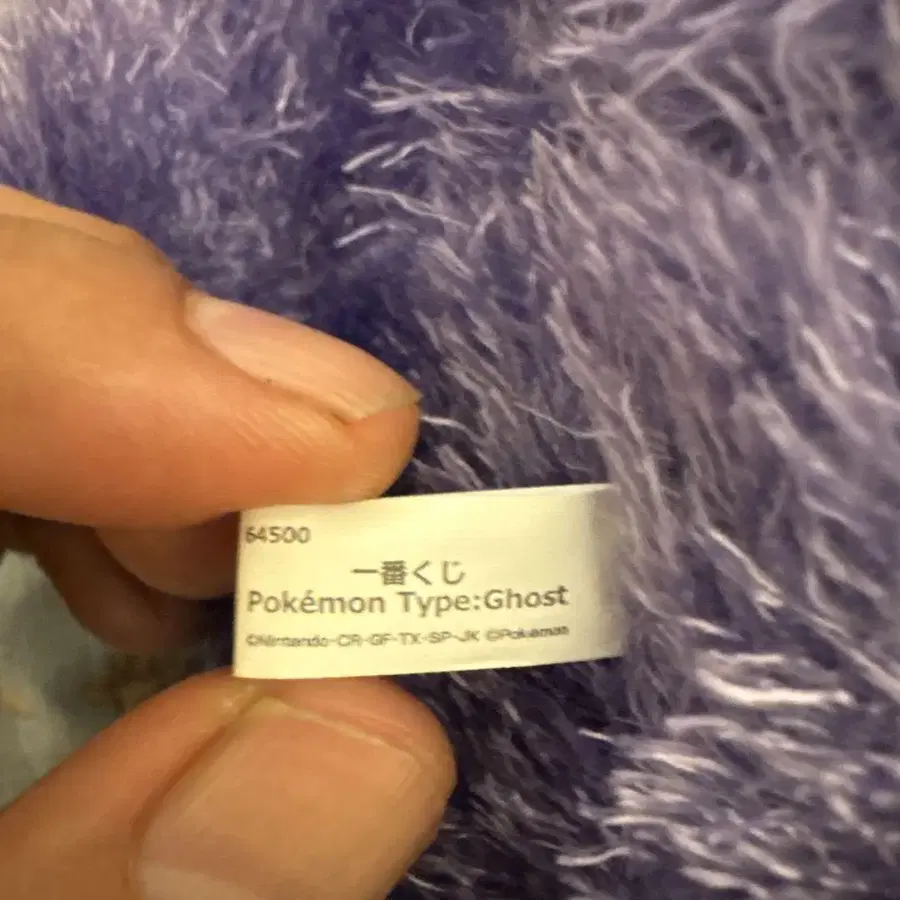 64500
一番くじ
Pokémon Type:Ghost
©Nintendo・CR・GF・TX・SP・JK ©Pokémon